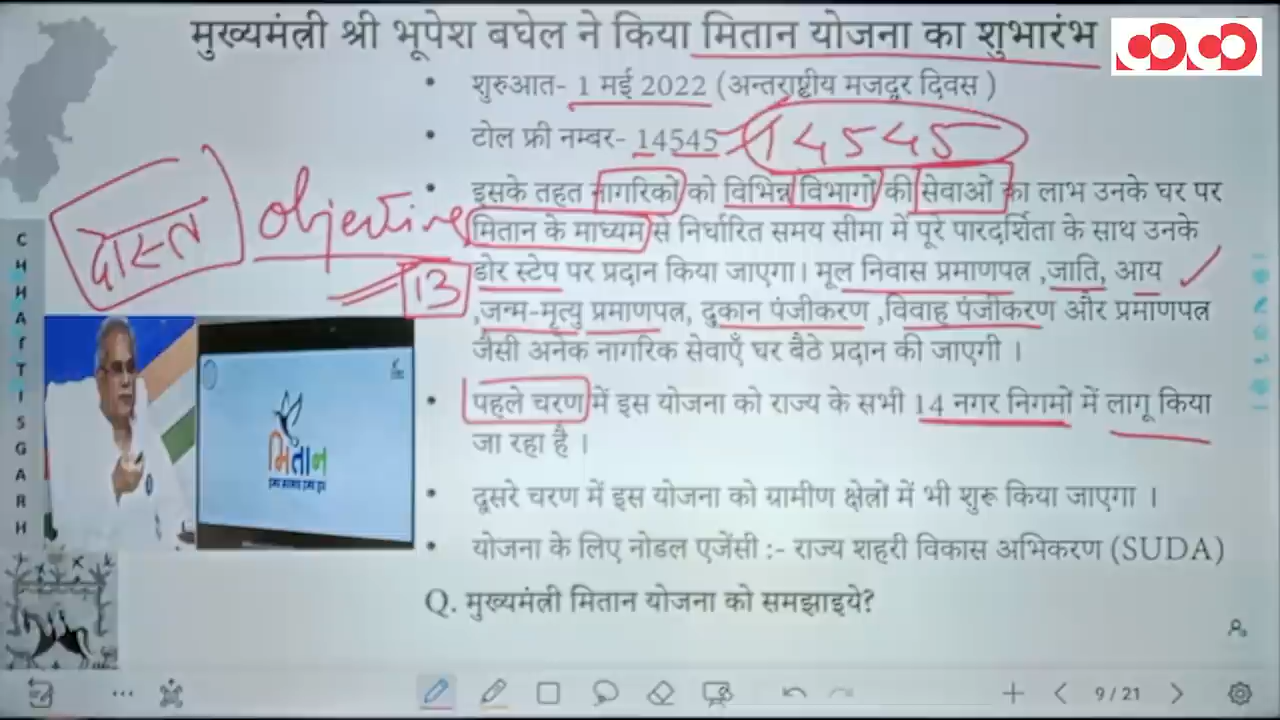 मुख्यमंत्री श्री भूपेश बघेल ने किया मितान योजना का शुभारंभ
शुरुआत- 1 मई 2022 (अन्तराष्ट्रीय मजदूर दिवस )
टोल फ्री नम्बर- 14545
14545
इसके तहत नागरिकों को विभिन्न विभागों की सेवाओं का लाभ उनके घर पर
मितान के माध्यम से निर्धारित समय सीमा में पूरे पारदर्शिता के साथ उनके
डोर स्टेप पर प्रदान किया जाएगा। मूल निवास प्रमाणपत्र ,जाति, आय
,जन्म-मृत्यु प्रमाणपत्र, दुकान पंजीकरण ,विवाह पंजीकरण और प्रमाणपत्र
जैसी अनेक नागरिक सेवाएँ घर बैठे प्रदान की जाएगी ।
दोस्त
objective
13
पहले चरण में इस योजना को राज्य के सभी 14 नगर निगमों में लागू किया
जा रहा है ।
दूसरे चरण में इस योजना को ग्रामीण क्षेत्रों में भी शुरू किया जाएगा ।
योजना के लिए नोडल एजेंसी :- राज्य शहरी विकास अभिकरण (SUDA)
Q. मुख्यमंत्री मितान योजना को समझाइये?
CHHATTISGARH
मितान
9/21